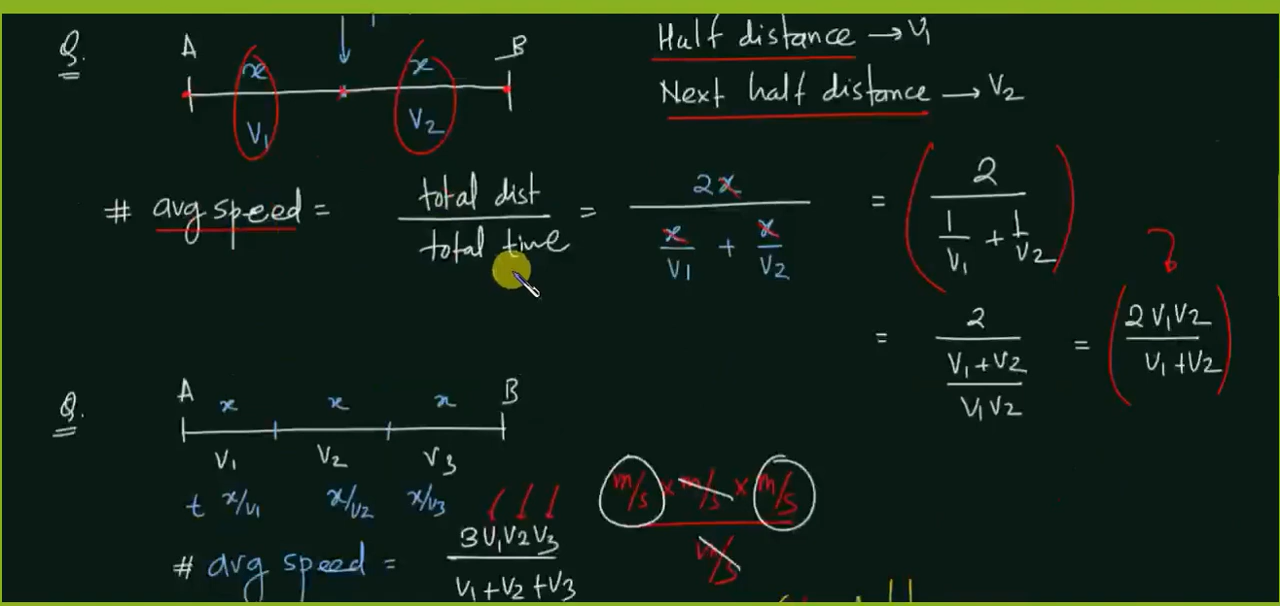 Q.
A x x B
V₁ V₂
Half distance → V₁
Next half distance → V₂
# avg speed = total dist / total time = 2x / (x/V₁ + x/V₂) = ( 2 / (1/V₁ + 1/V₂) )
= 2 / ((V₁+V₂)/(V₁V₂)) = ( 2V₁V₂ / (V₁+V₂) )
Q.
A x x x B
V₁ V₂ V₃
t x/V₁ x/V₂ x/V₃
m/s × m/s × m/s / m/s
# avg speed = 3V₁V₂V₃ / (V₁+V₂+V₃)